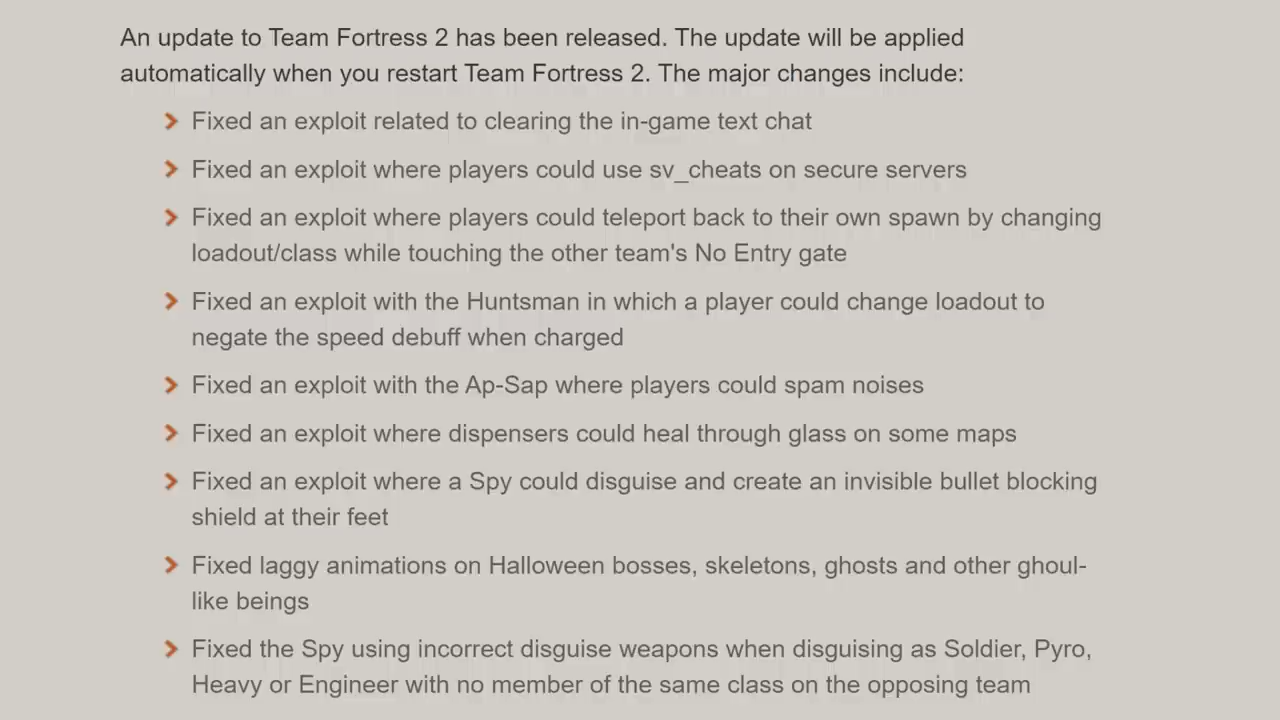 An update to Team Fortress 2 has been released. The update will be applied
automatically when you restart Team Fortress 2. The major changes include:
Fixed an exploit related to clearing the in-game text chat
Fixed an exploit where players could use sv_cheats on secure servers
Fixed an exploit where players could teleport back to their own spawn by changing
loadout/class while touching the other team's No Entry gate
Fixed an exploit with the Huntsman in which a player could change loadout to
negate the speed debuff when charged
Fixed an exploit with the Ap-Sap where players could spam noises
Fixed an exploit where dispensers could heal through glass on some maps
Fixed an exploit where a Spy could disguise and create an invisible bullet blocking
shield at their feet
Fixed laggy animations on Halloween bosses, skeletons, ghosts and other ghoul-
like beings
Fixed the Spy using incorrect disguise weapons when disguising as Soldier, Pyro,
Heavy or Engineer with no member of the same class on the opposing team